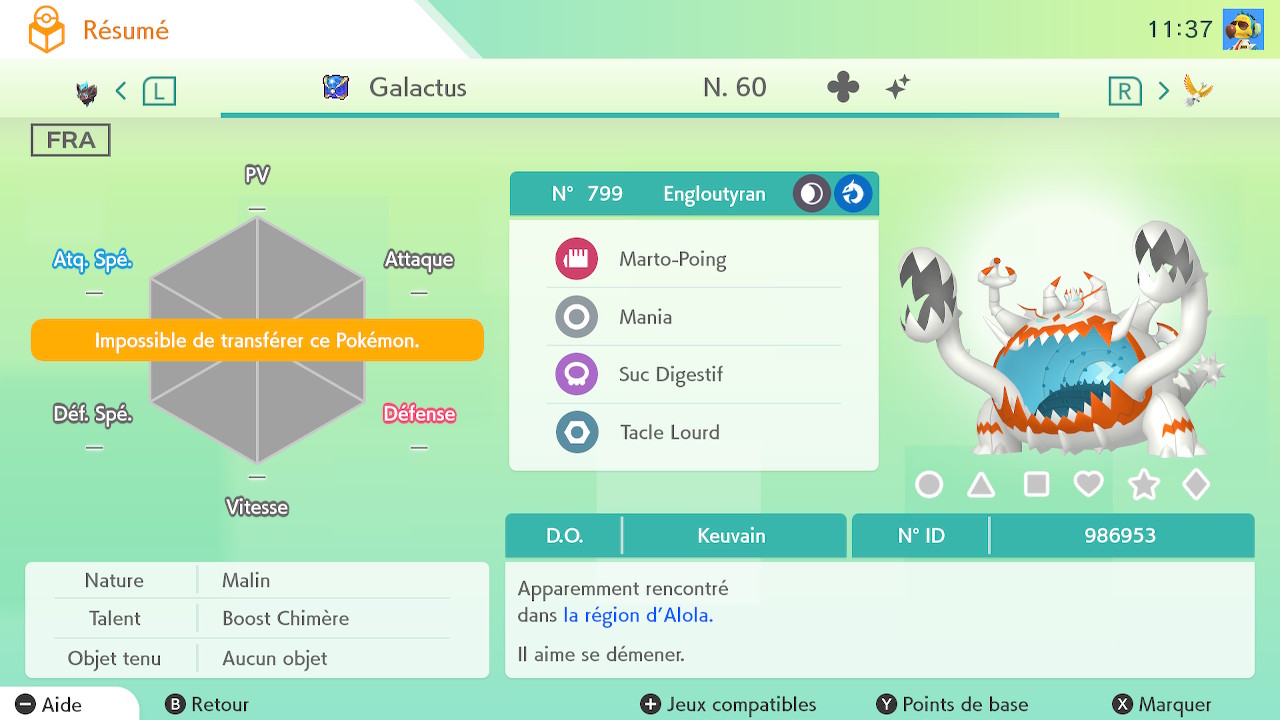 Résumé
11:37
L
Galactus
N. 60
R
FRA
PV
—
Atq. Spé.
—
Attaque
—
Impossible de transférer ce Pokémon.
Déf. Spé.
—
Défense
—
—
Vitesse
N° 799 Engloutyran
Marto-Poing
Mania
Suc Digestif
Tacle Lourd
D.O. Keuvain
N° ID 986953
Nature Malin
Talent Boost Chimère
Objet tenu Aucun objet
Apparemment rencontré
dans la région d'Alola.
Il aime se démener.
Aide
B Retour
Jeux compatibles
Y Points de base
X Marquer